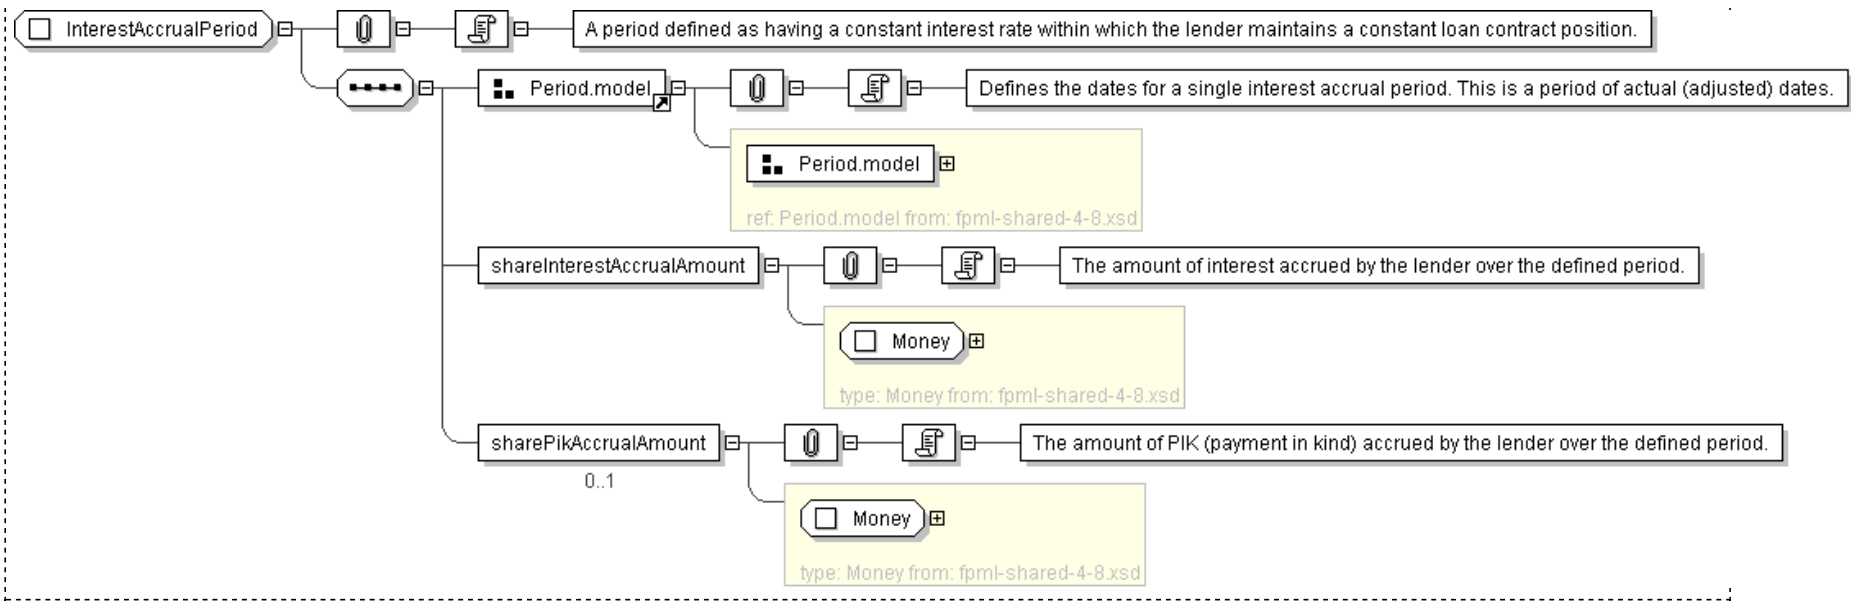 InterestAccrualPeriod
A period defined as having a constant interest rate within which the lender maintains a constant loan contract position.
Period.model
Defines the dates for a single interest accrual period. This is a period of actual (adjusted) dates.
Period.model
ref: Period.model from: fpml-shared-4-8.xsd
shareInterestAccrualAmount
The amount of interest accrued by the lender over the defined period.
Money
type: Money from: fpml-shared-4-8.xsd
sharePikAccrualAmount
The amount of PIK (payment in kind) accrued by the lender over the defined period.
0..1
Money
type: Money from: fpml-shared-4-8.xsd